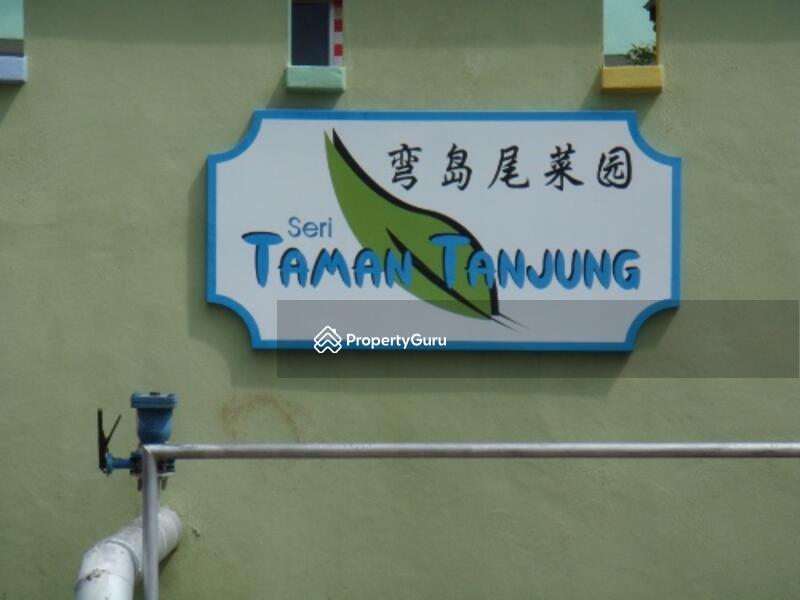 弯岛尾菜园
Seri
TAMAN TANJUNG
PropertyGuru